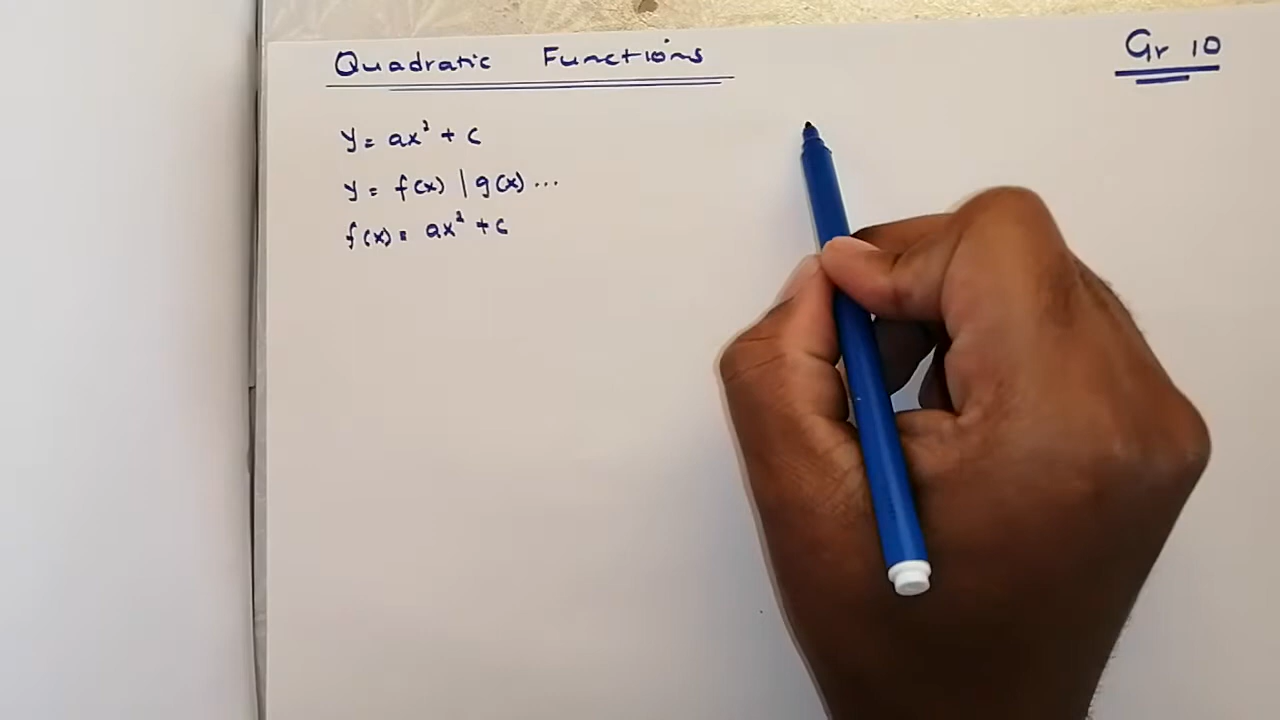 Quadratic Functions
Gr 10
y = ax² + c
y = f(x) | g(x) ...
f(x) = ax² + c